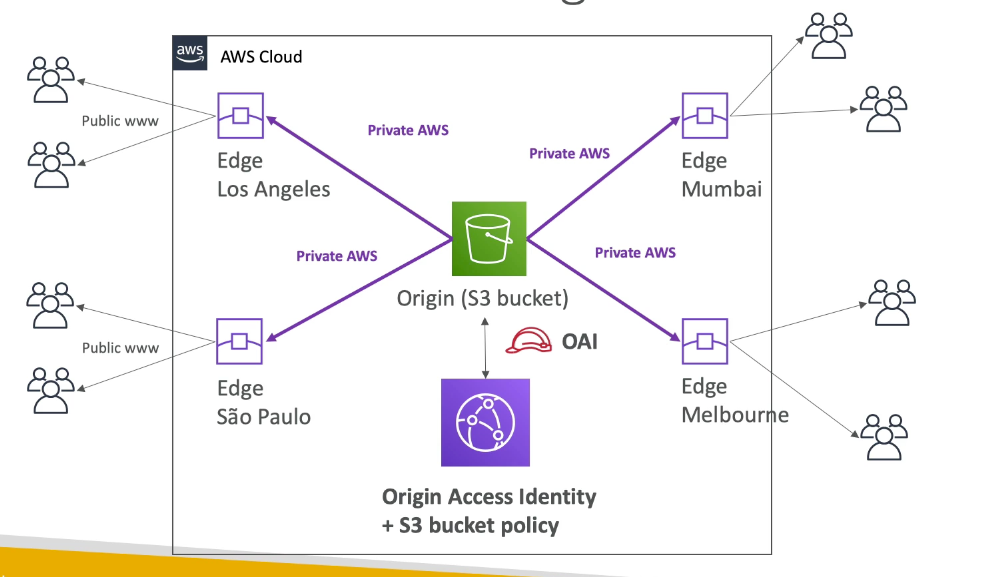 aws
AWS Cloud
Public www
Private AWS
Private AWS
Edge
Los Angeles
Edge
Mumbai
Private AWS
Private AWS
Origin (S3 bucket)
OAI
Public www
Edge
São Paulo
Edge
Melbourne
Origin Access Identity
+ S3 bucket policy